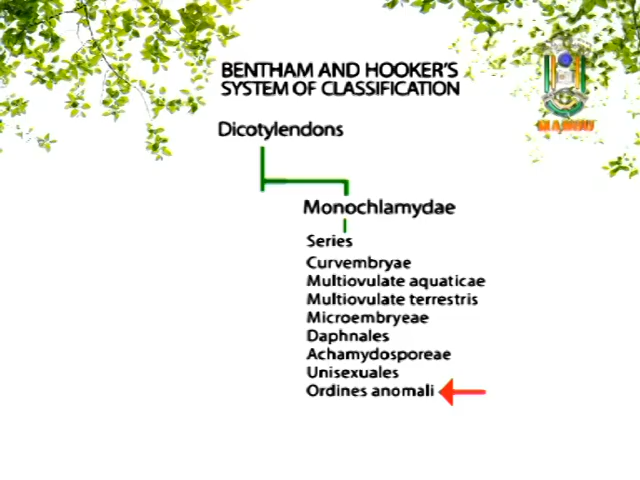 BENTHAM AND HOOKER'S
SYSTEM OF CLASSIFICATION
Dicotylendons
Monochlamydae
Series
Curvembryae
Multiovulate aquaticae
Multiovulate terrestris
Microembryeae
Daphnales
Achamydosporeae
Unisexuales
Ordines anomali